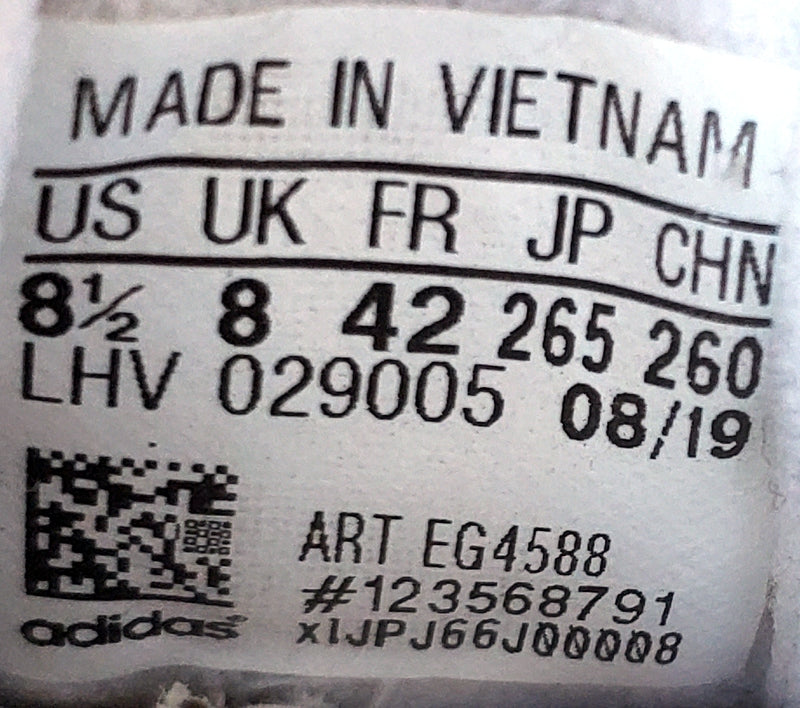 MADE IN VIETNAM
US UK FR JP CHN
8½ 8 42 265 260
LHV 029005 08/19
ART EG4588
#123568791
x1JPJ66J00008
adidas